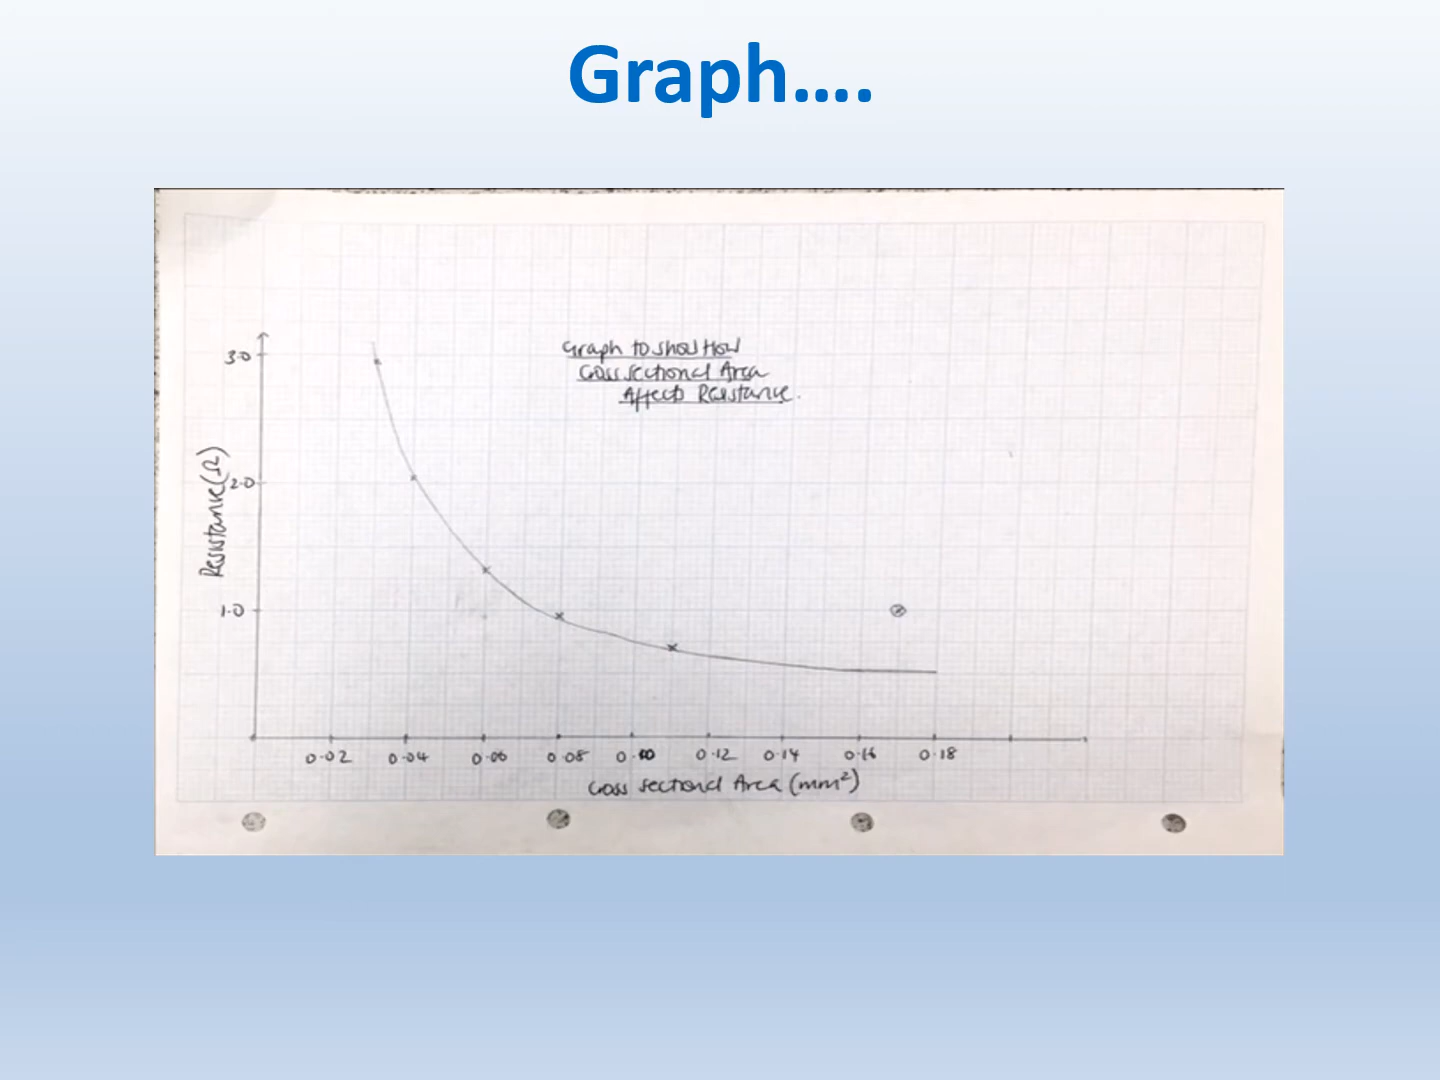 Graph....
Graph to show How
Cross sectional Area
Affects Resistance.
3.0
Resistance (Ω)
2.0
1.0
0.02 0.04 0.06 0.08 0.10 0.12 0.14 0.16 0.18
Cross sectional Area (mm²)